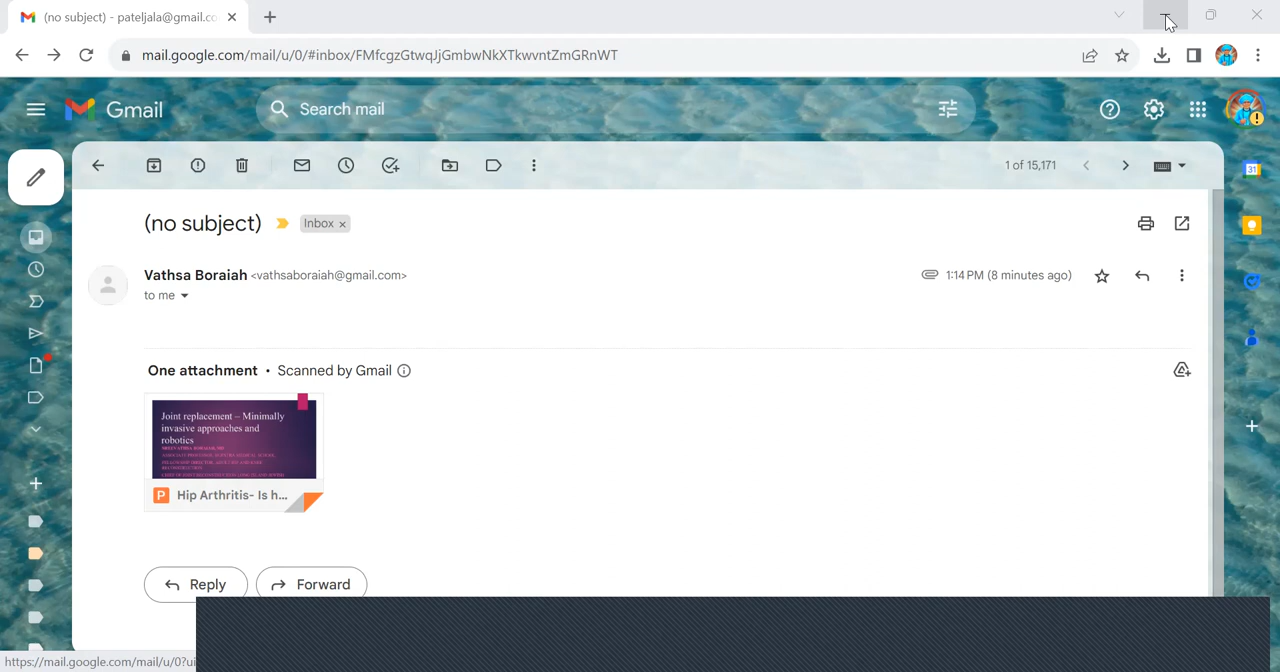 (no subject) - pateljala@gmail.co
mail.google.com/mail/u/0/#inbox/FMfcgzGtwqJjGmbwNkXTkwvntZmGRnWT
Gmail
Search mail
1 of 15,171
(no subject)
Inbox ×
Vathsa Boraiah <vathsaboraiah@gmail.com>
1:14 PM (8 minutes ago)
to me
One attachment • Scanned by Gmail
Joint replacement – Minimally
invasive approaches and
robotics
P Hip Arthritis- Is h...
31
Reply
Forward
https://mail.google.com/mail/u/0?ui